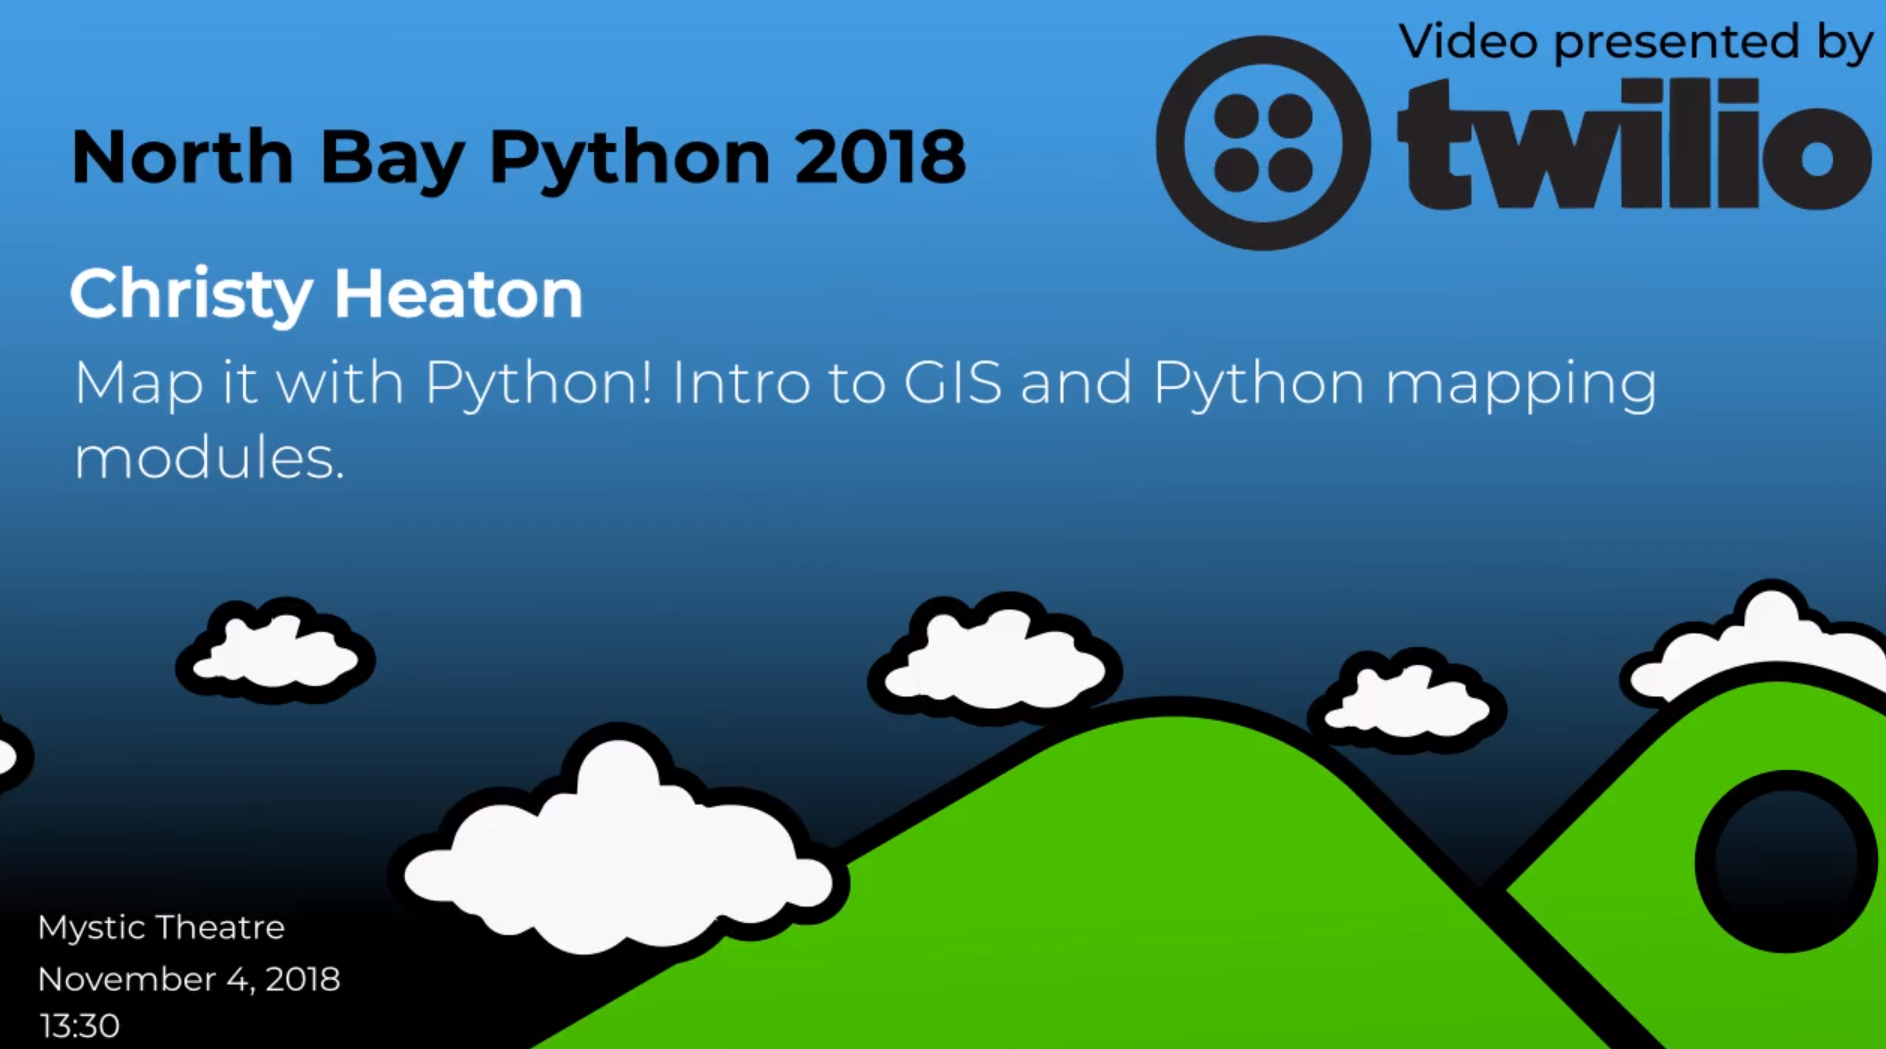 Video presented by
twilio
North Bay Python 2018
Christy Heaton
Map it with Python! Intro to GIS and Python mapping
modules.
Mystic Theatre
November 4, 2018
13:30